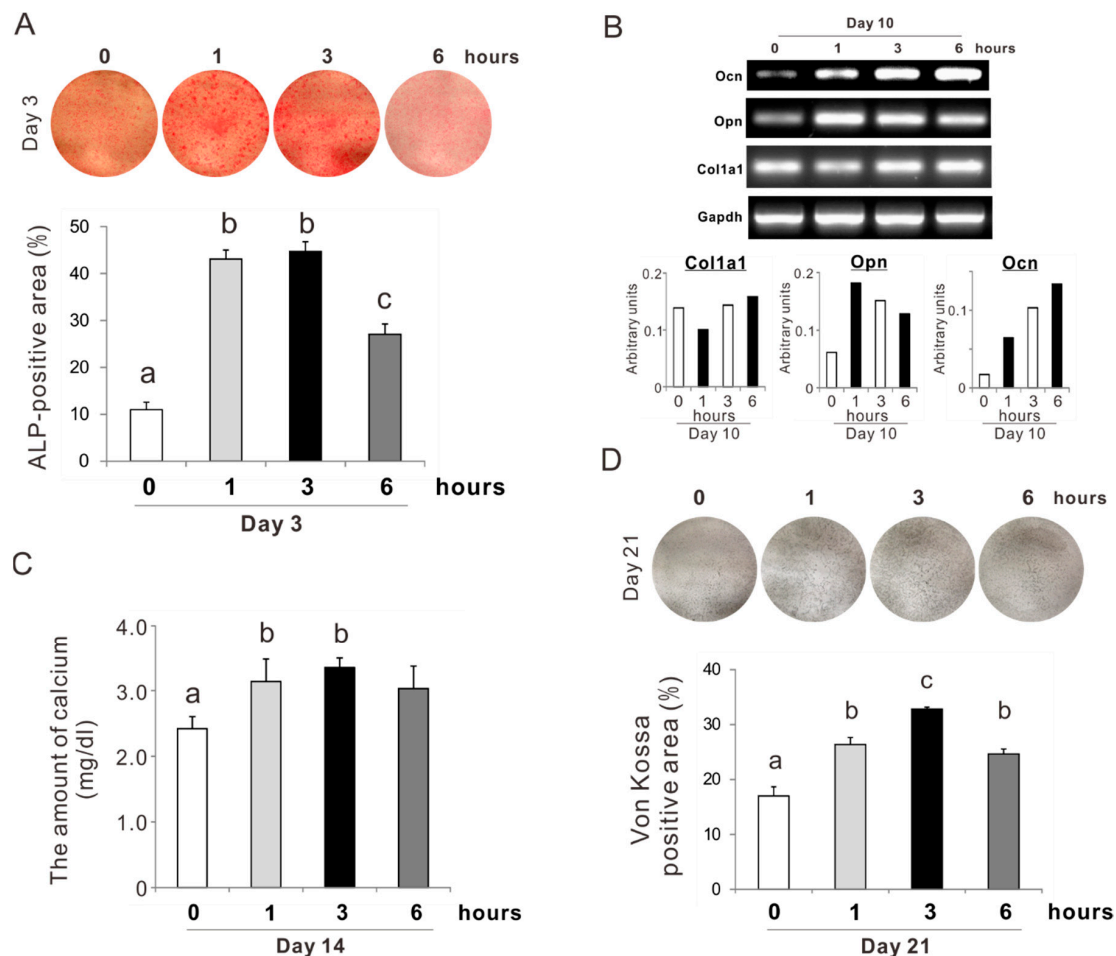 A
0 1 3 6 hours
Day 3
ALP-positive area (%)
50
40
30
20
10
0
a
b
b
c
0 1 3 6 hours
Day 3
B
Day 10
0 1 3 6 hours
Ocn
Opn
Col1a1
Gapdh
Col1a1
Arbitrary units
0.2
0.1
0
0 1 3 6
hours
Day 10
Opn
Arbitrary units
0.2
0.1
0
0 1 3 6
hours
Day 10
Ocn
Arbitrary units
0.1
0
0 1 3 6
hours
Day 10
C
The amount of calcium
(mg/dl)
4.0
3.0
2.0
1.0
0
a
b
b
0 1 3 6 hours
Day 14
D
0 1 3 6 hours
Day 21
Von Kossa
positive area (%)
40
30
20
10
0
a
b
c
b
0 1 3 6 hours
Day 21